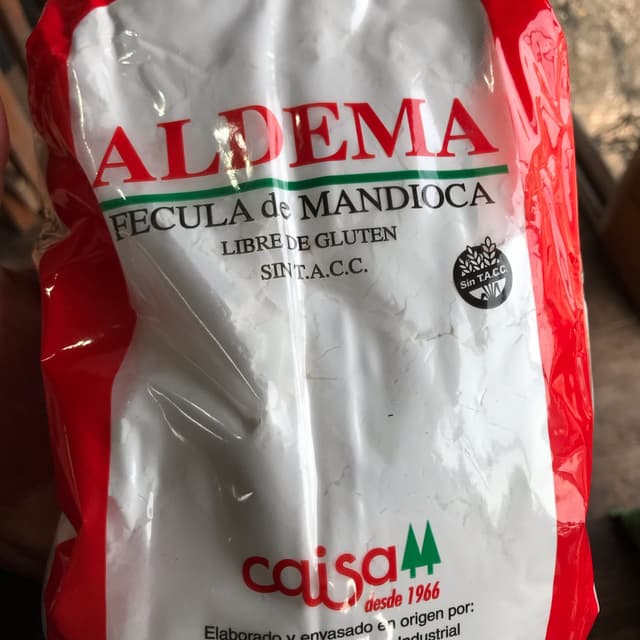 ALDEMA
FECULA de MANDIOCA
LIBRE DE GLUTEN
SIN T.A.C.C.
Sin T.A.C.C.
caisa
desde 1966
Elaborado y envasado en origen por:
Industrial